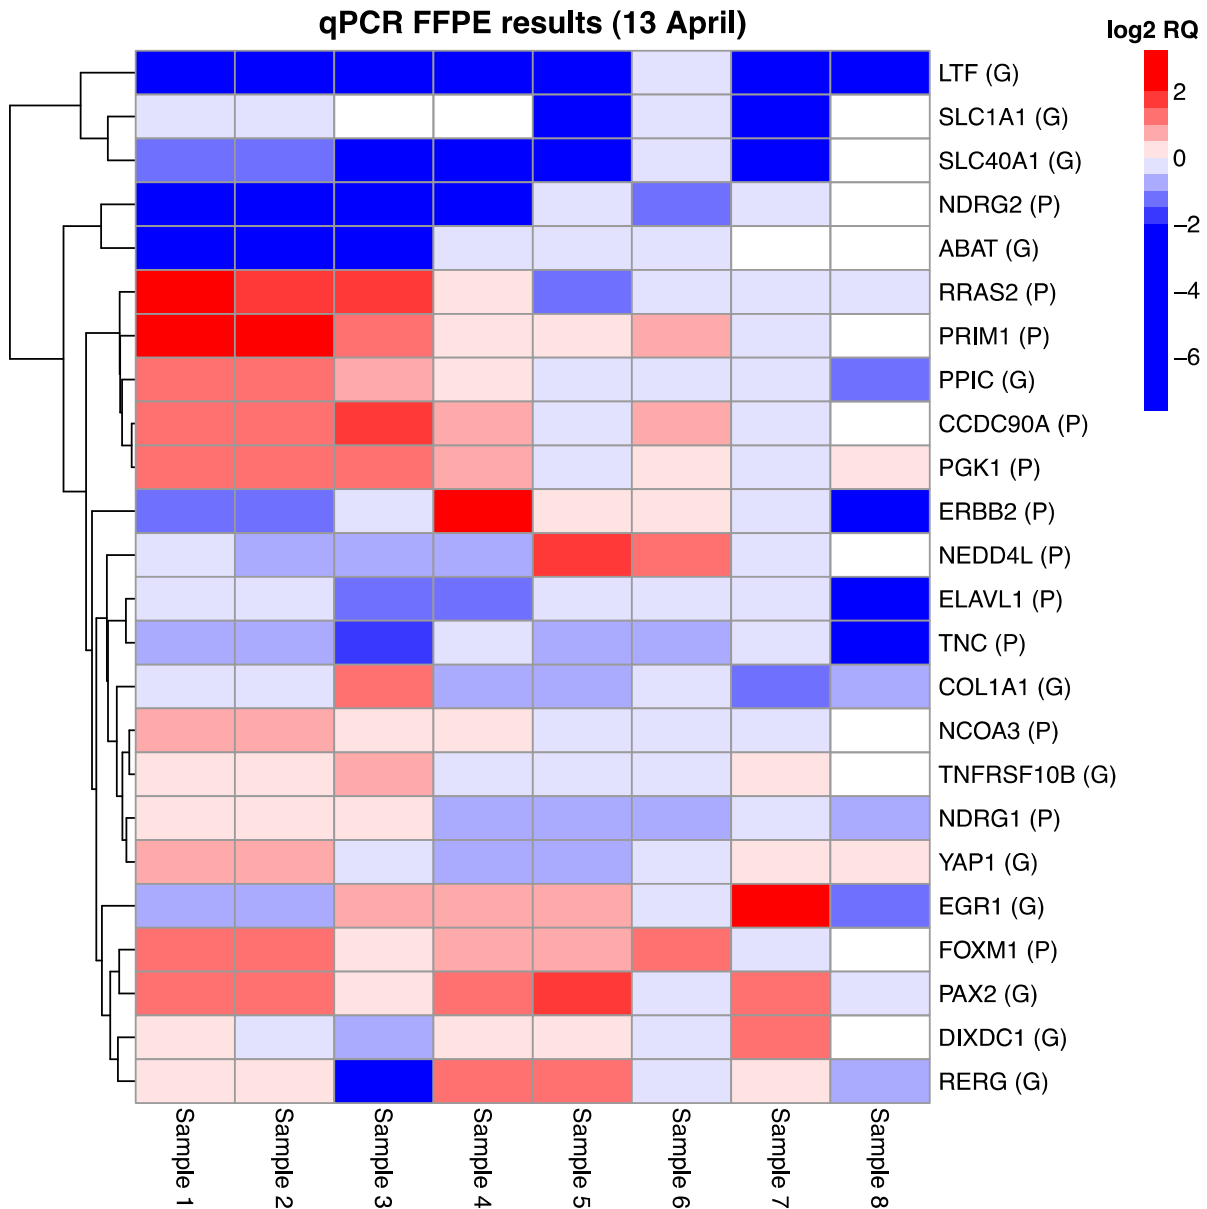 qPCR FFPE results (13 April)
log2 RQ
2
0
−2
−4
−6
LTF (G)
SLC1A1 (G)
SLC40A1 (G)
NDRG2 (P)
ABAT (G)
RRAS2 (P)
PRIM1 (P)
PPIC (G)
CCDC90A (P)
PGK1 (P)
ERBB2 (P)
NEDD4L (P)
ELAVL1 (P)
TNC (P)
COL1A1 (G)
NCOA3 (P)
TNFRSF10B (G)
NDRG1 (P)
YAP1 (G)
EGR1 (G)
FOXM1 (P)
PAX2 (G)
DIXDC1 (G)
RERG (G)
Sample 1
Sample 2
Sample 3
Sample 4
Sample 5
Sample 6
Sample 7
Sample 8